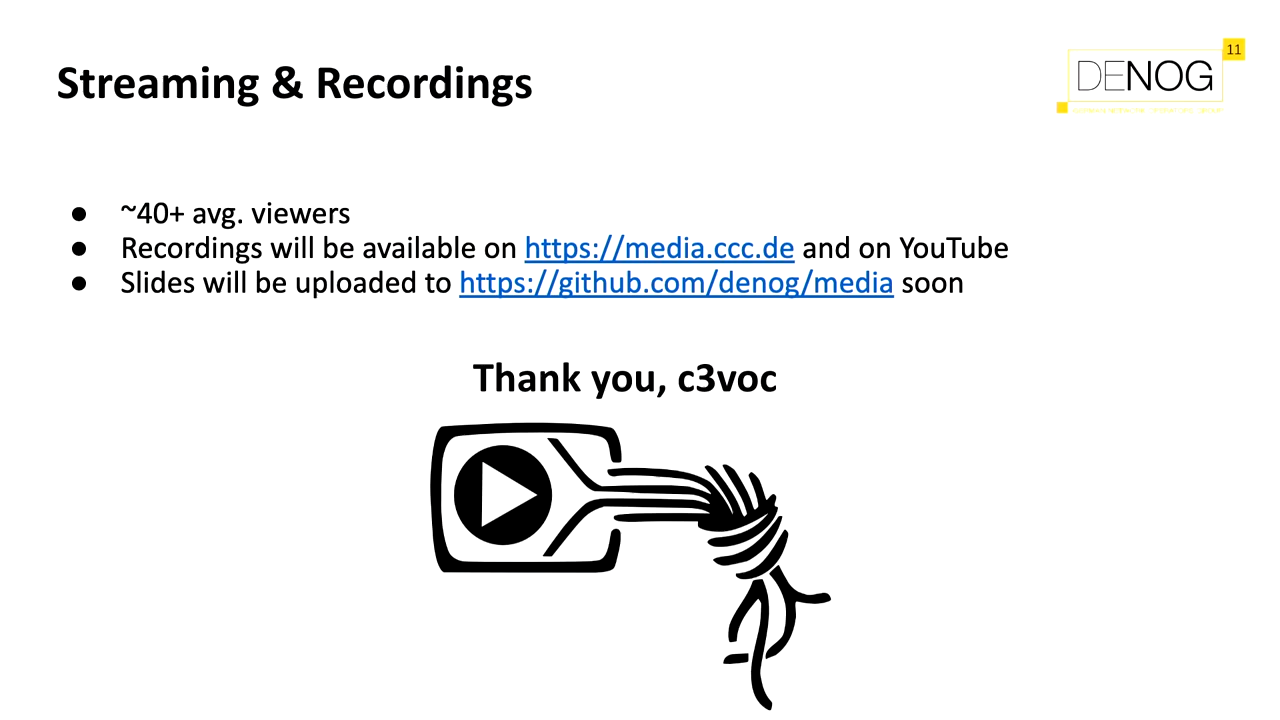 Streaming & Recordings
11
DENOG
● ~40+ avg. viewers
● Recordings will be available on https://media.ccc.de and on YouTube
● Slides will be uploaded to https://github.com/denog/media soon
Thank you, c3voc